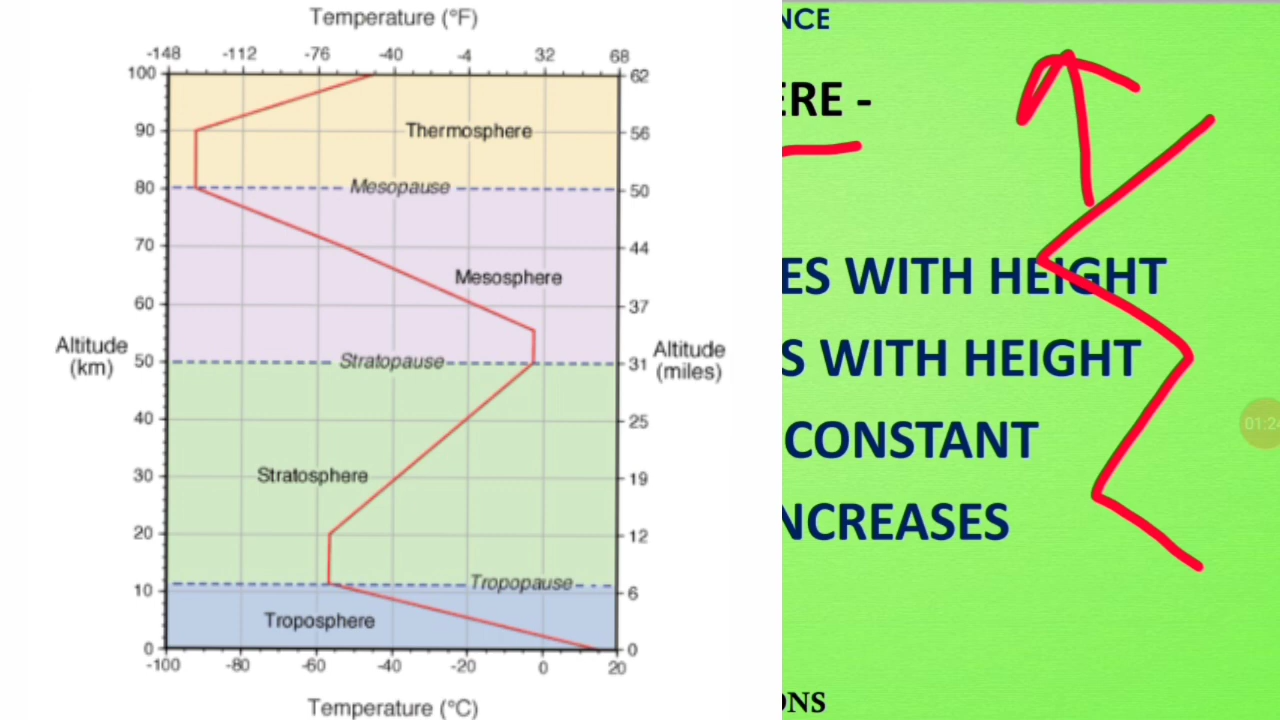 Temperature (°F)
-148 -112 -76 -40 -4 32 68
100 62
90 Thermosphere 56
80 Mesopause 50
70 44
Mesosphere
60 37
Altitude (km)
50 Stratopause 31
Altitude (miles)
40 25
30 Stratosphere 19
20 12
10 Tropopause 6
Troposphere
0 0
-100 -80 -60 -40 -20 0 20
Temperature (°C)
NCE
ERE -
ES WITH HEIGHT
S WITH HEIGHT
CONSTANT
NCREASES
ONS
01:24